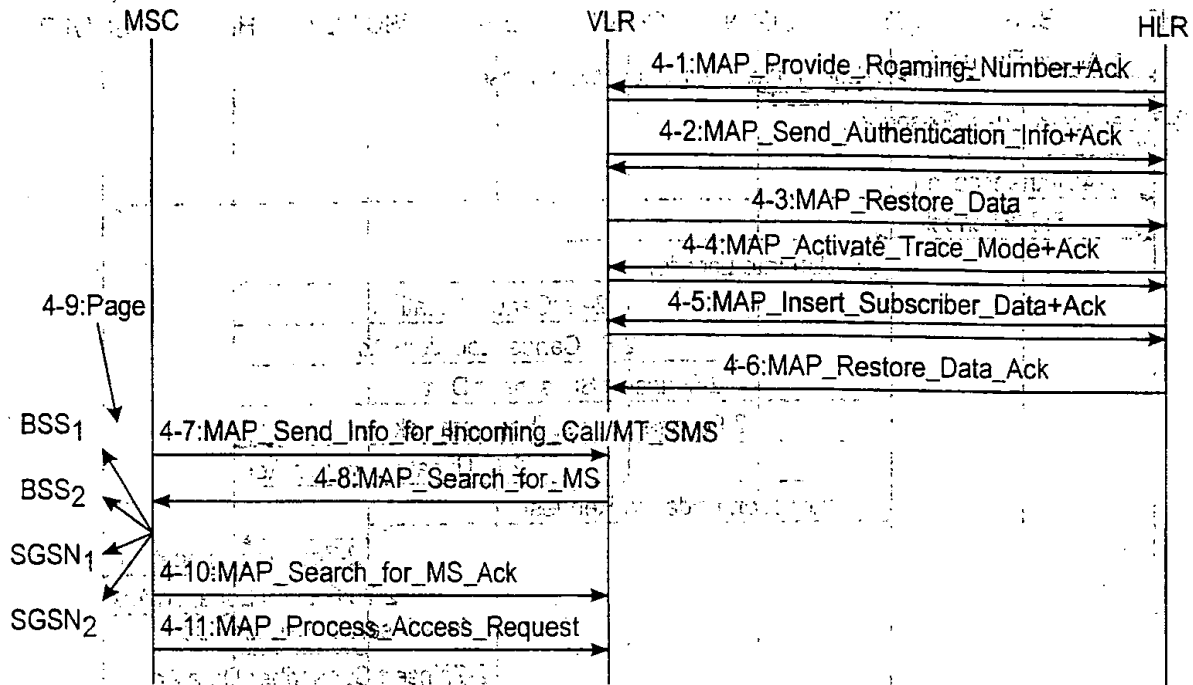 MSC VLR HLR
4-1:MAP_Provide_Roaming_Number+Ack
4-2:MAP_Send_Authentication_Info+Ack
4-3:MAP_Restore_Data
4-4:MAP_Activate_Trace_Mode+Ack
4-9:Page
4-5:MAP_Insert_Subscriber_Data+Ack
4-6:MAP_Restore_Data_Ack
BSS1
4-7:MAP_Send_Info_for_Incoming_Call/MT_SMS
4-8:MAP_Search_for_MS
BSS2
SGSN1
4-10:MAP_Search_for_MS_Ack
SGSN2
4-11:MAP_Process_Access_Request